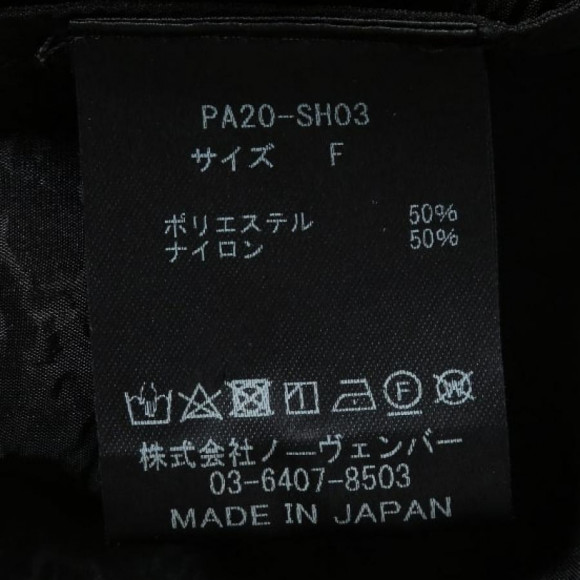 PA20-SH03
サイズ F
ポリエステル 50%
ナイロン 50%
F W
株式会社ノーヴェンバー
03-6407-8503
MADE IN JAPAN